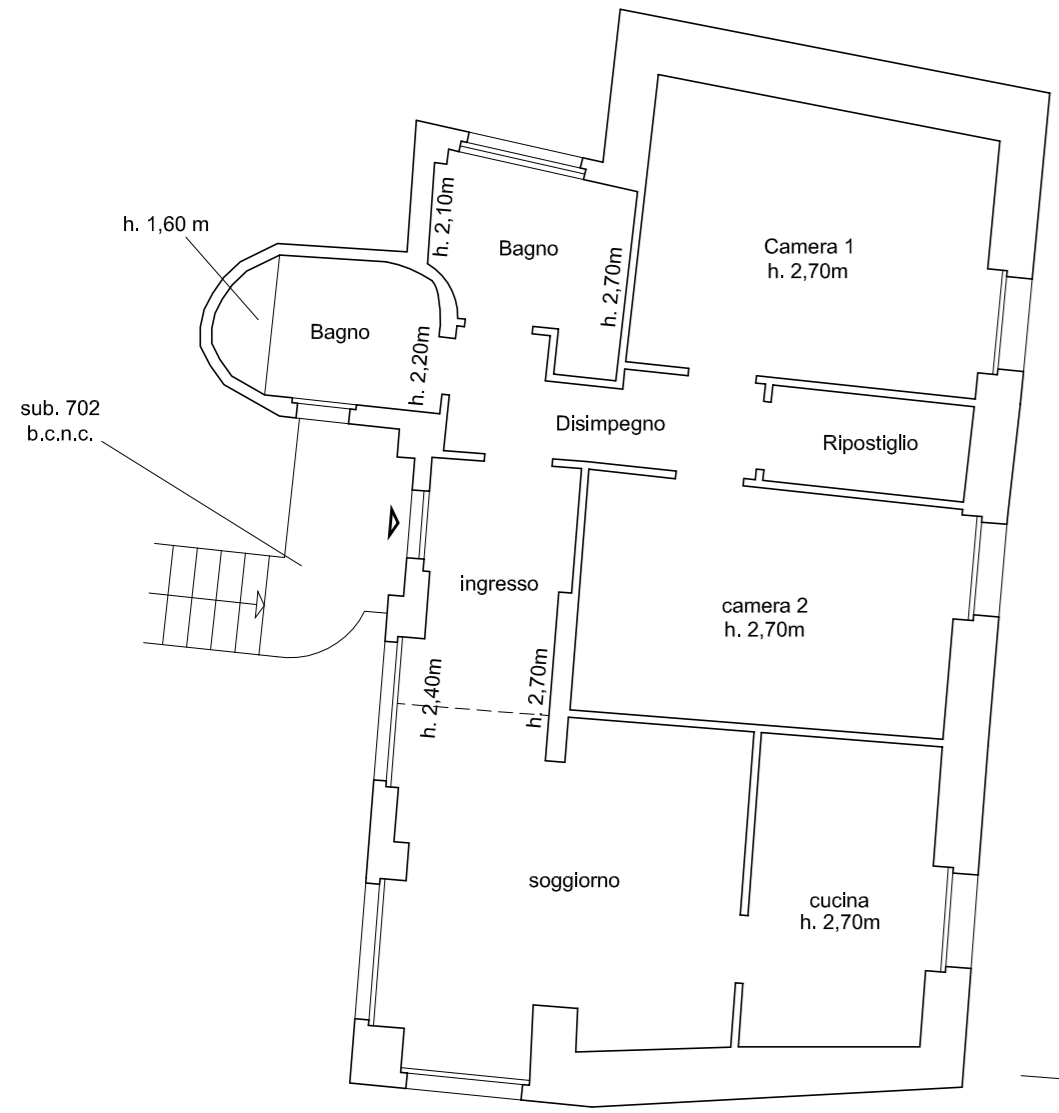 h. 1,60 m
h. 2,10m
Bagno
h. 2,70m
Camera 1
h. 2,70m
Bagno
h. 2,20m
sub. 702
b.c.n.c.
Disimpegno
Ripostiglio
ingresso
camera 2
h. 2,70m
h. 2,40m
h. 2,70m
soggiorno
cucina
h. 2,70m